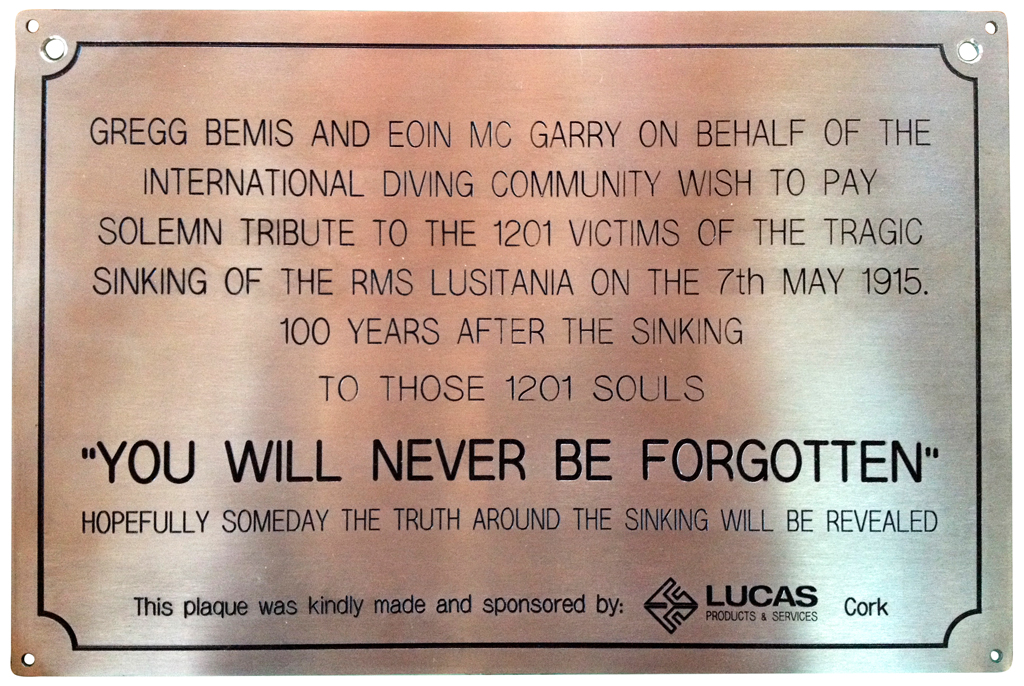 GREGG BEMIS AND EOIN MC GARRY ON BEHALF OF THE
INTERNATIONAL DIVING COMMUNITY WISH TO PAY
SOLEMN TRIBUTE TO THE 1201 VICTIMS OF THE TRAGIC
SINKING OF THE RMS LUSITANIA ON THE 7th MAY 1915.
100 YEARS AFTER THE SINKING
TO THOSE 1201 SOULS
"YOU WILL NEVER BE FORGOTTEN"
HOPEFULLY SOMEDAY THE TRUTH AROUND THE SINKING WILL BE REVEALED
This plaque was kindly made and sponsored by: LUCAS Cork
PRODUCTS & SERVICES